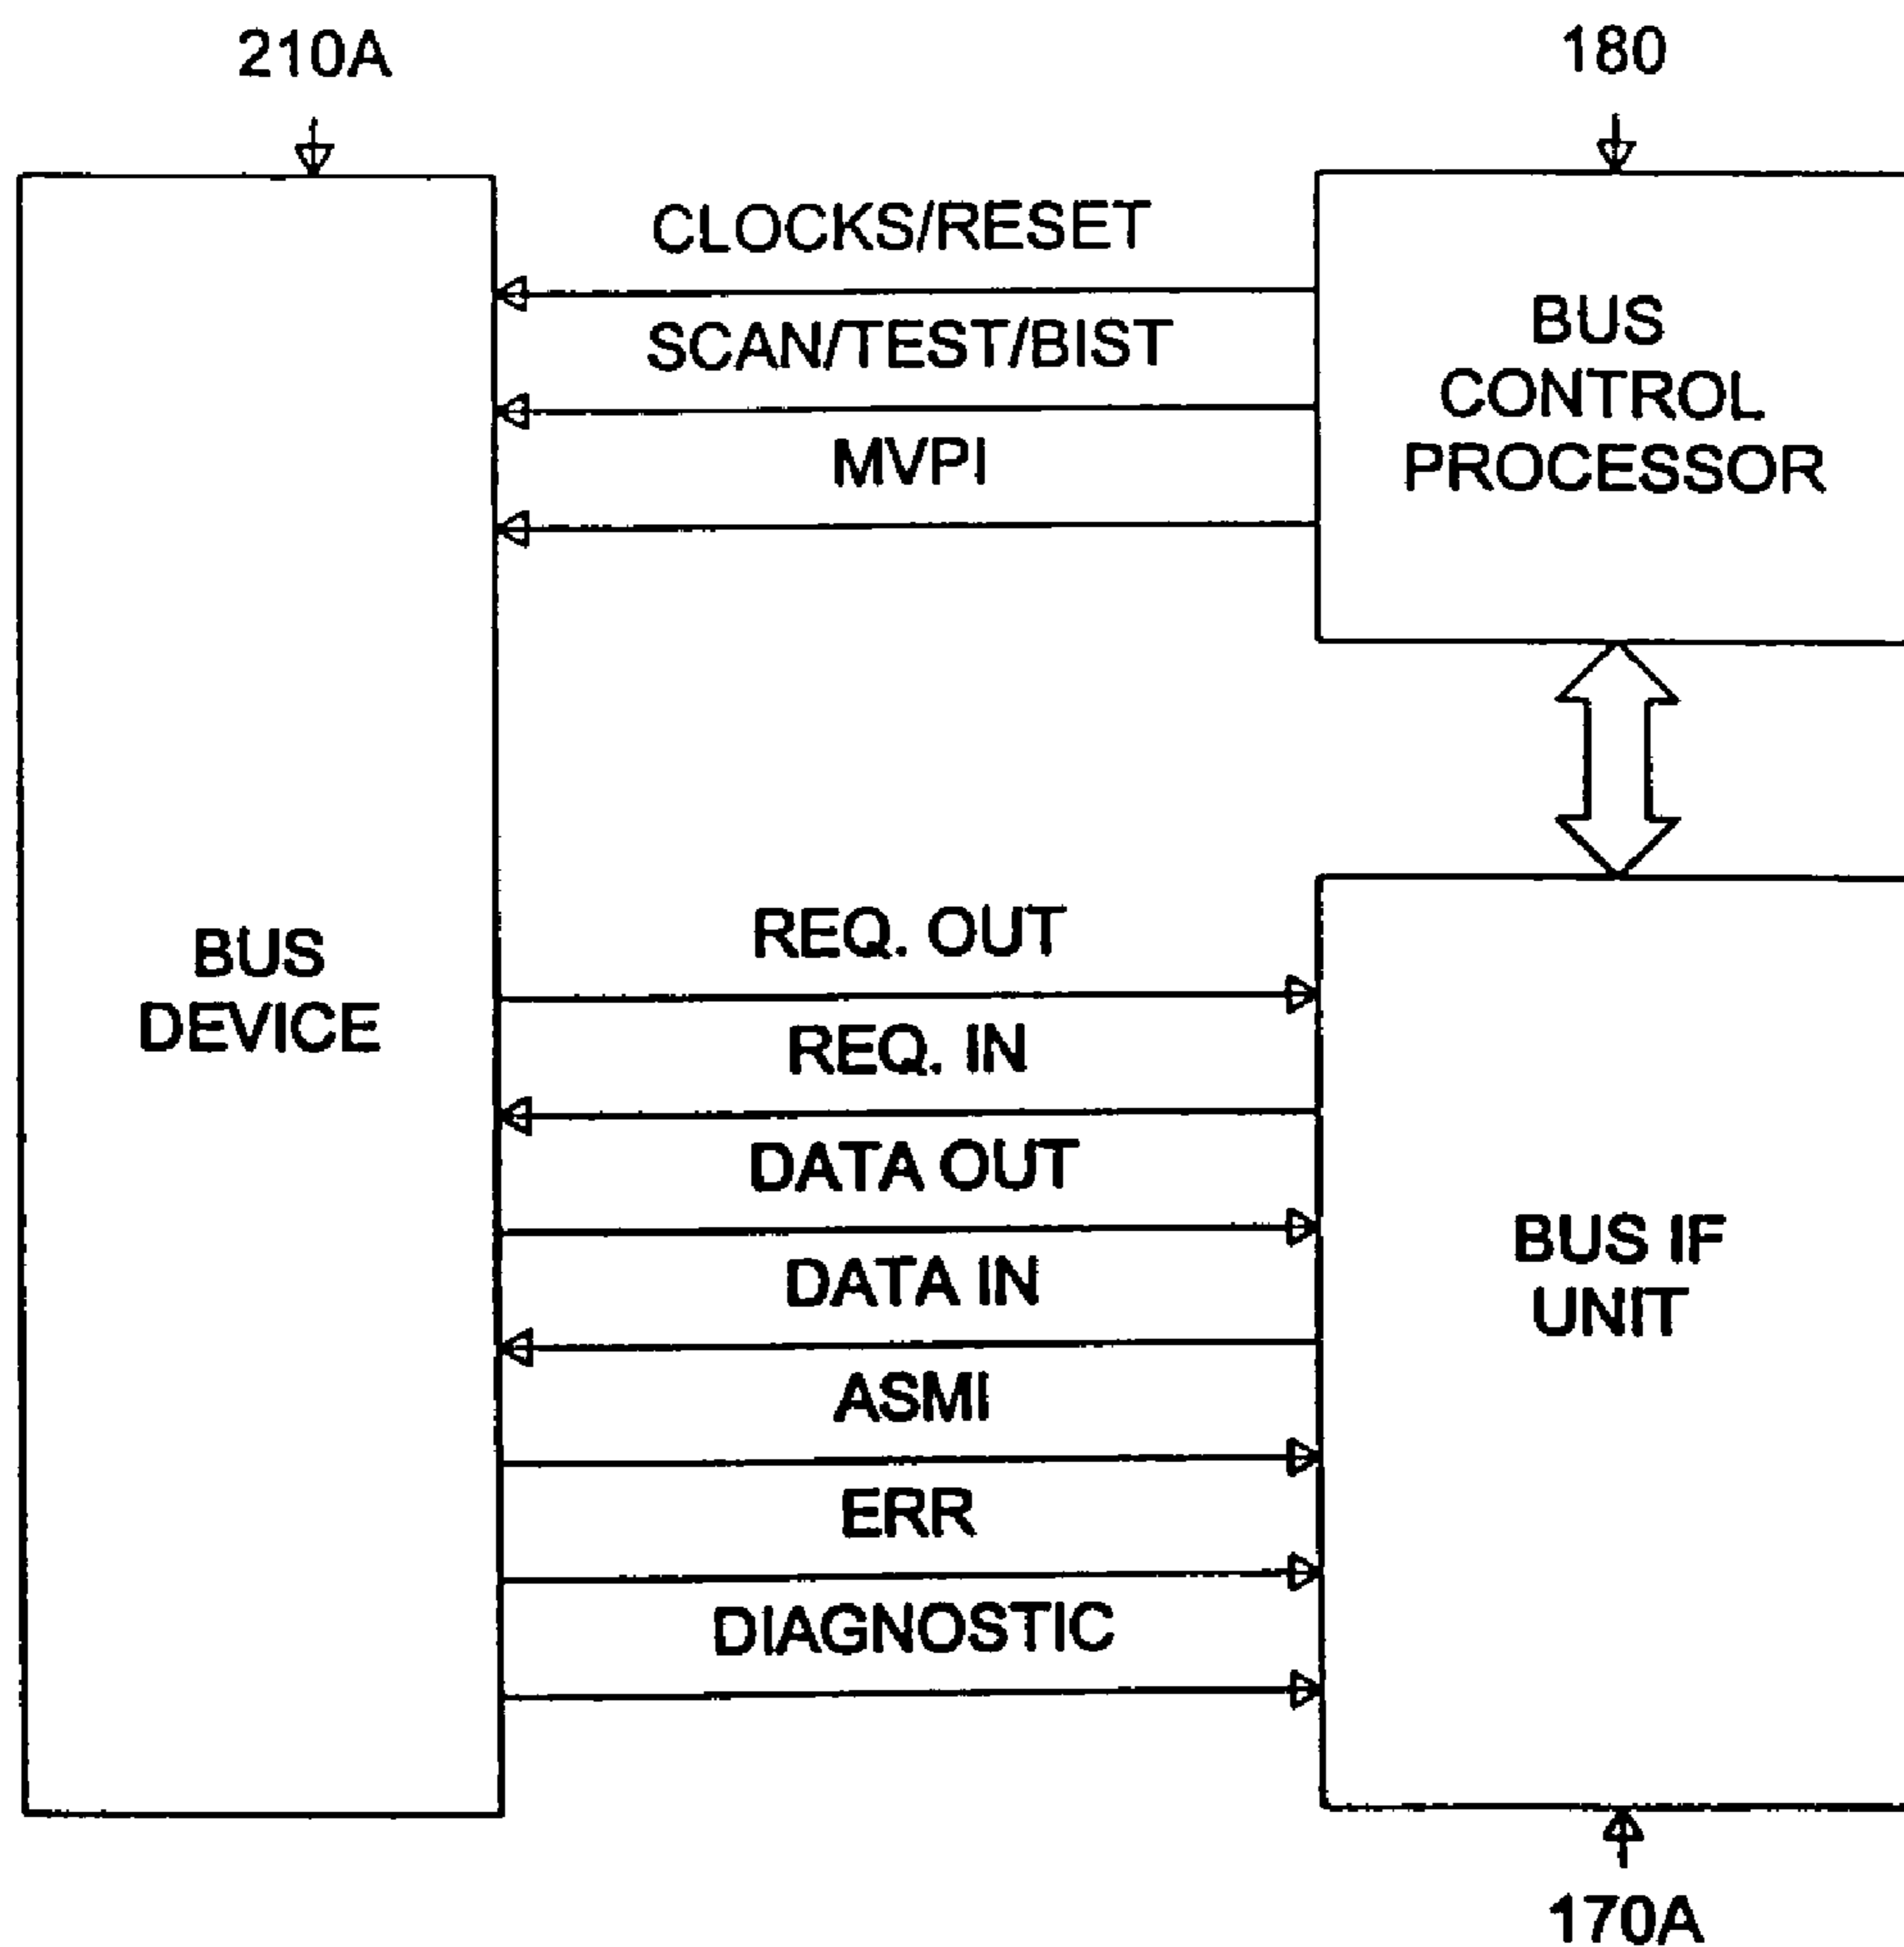 210A
180
CLOCKS/RESET
SCAN/TEST/BIST
MVPI
BUS
CONTROL
PROCESSOR
BUS
DEVICE
REQ. OUT
REQ. IN
DATA OUT
DATA IN
ASMI
ERR
DIAGNOSTIC
BUS IF
UNIT
170A